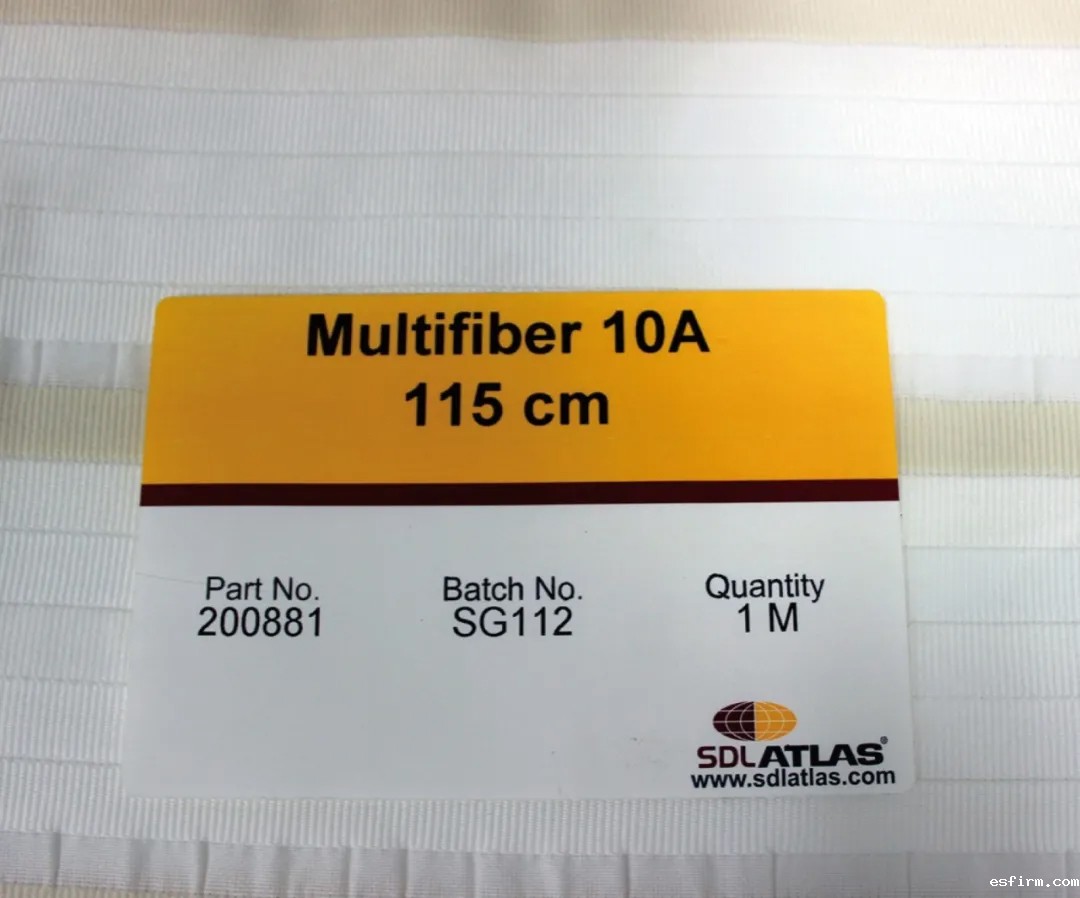 Multifiber 10A
115 cm
Part No.
200881
Batch No.
SG112
Quantity
1 M
SDLATLAS®
www.sdlatlas.com
esfirm.com